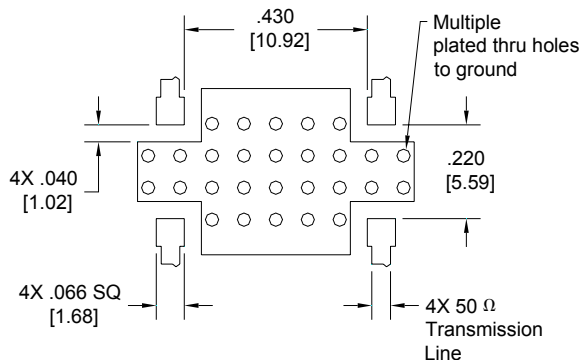 .430
[10.92]
Multiple
plated thru holes
to ground
4X .040
[1.02]
.220
[5.59]
4X .066 SQ
[1.68]
4X 50 Ω
Transmission
Line